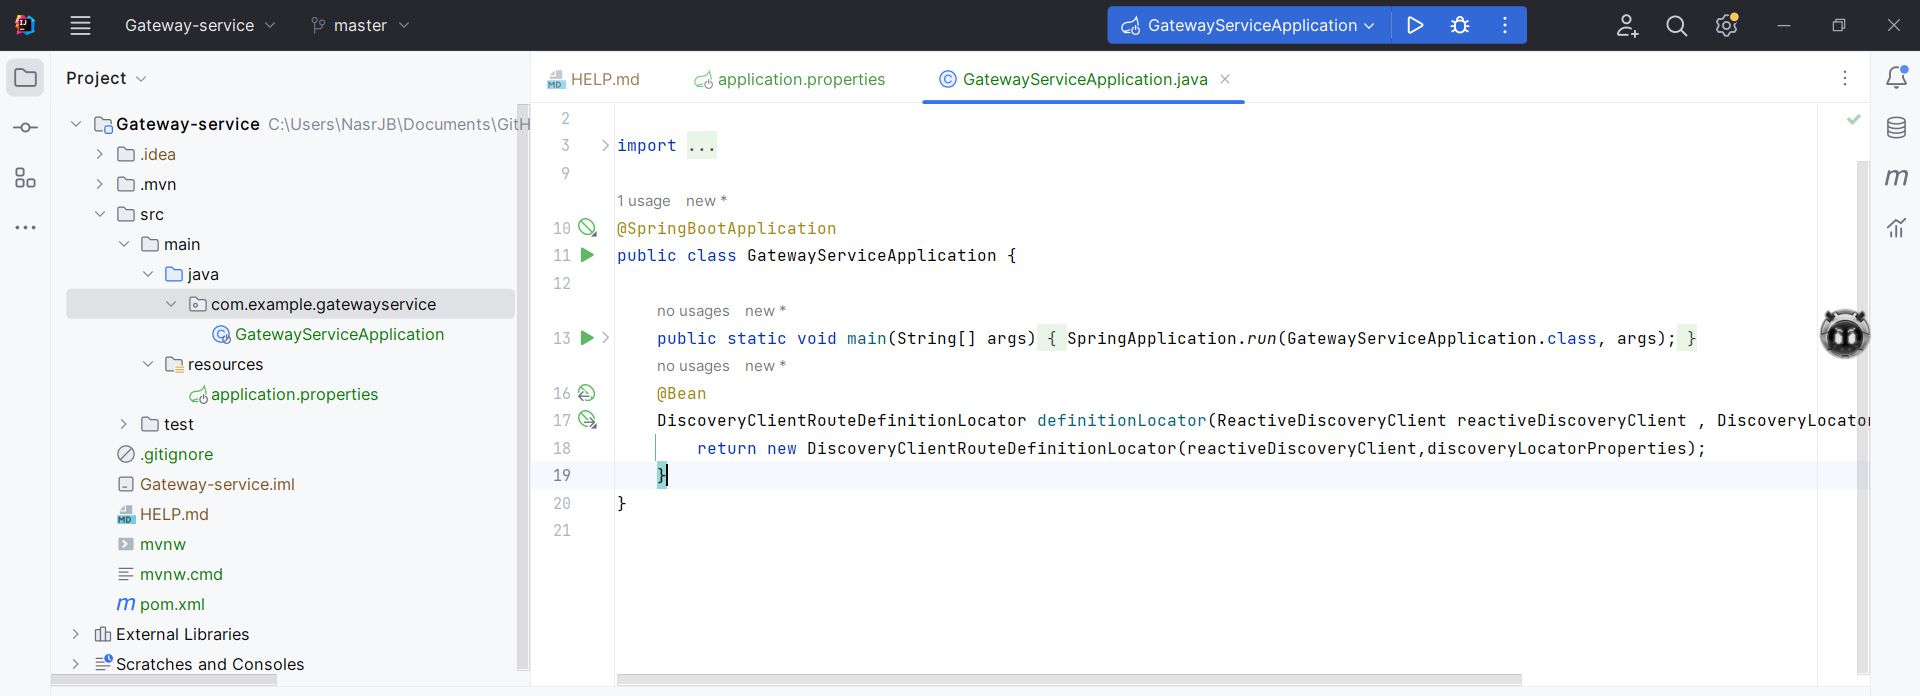 Gateway-service
master
GatewayServiceApplication
Project
HELP.md
application.properties
GatewayServiceApplication.java
Gateway-service C:\Users\NasrJB\Documents\GitH
.idea
.mvn
src
main
java
com.example.gatewayservice
GatewayServiceApplication
resources
application.properties
test
.gitignore
Gateway-service.iml
HELP.md
mvnw
mvnw.cmd
pom.xml
External Libraries
Scratches and Consoles
2
3 import ...
9
1 usage new *
10 @SpringBootApplication
11 public class GatewayServiceApplication {
12
no usages new *
13 public static void main(String[] args) { SpringApplication.run(GatewayServiceApplication.class, args); }
no usages new *
16 @Bean
17 DiscoveryClientRouteDefinitionLocator definitionLocator(ReactiveDiscoveryClient reactiveDiscoveryClient , DiscoveryLocator
18 return new DiscoveryClientRouteDefinitionLocator(reactiveDiscoveryClient,discoveryLocatorProperties);
19 }
20 }
21